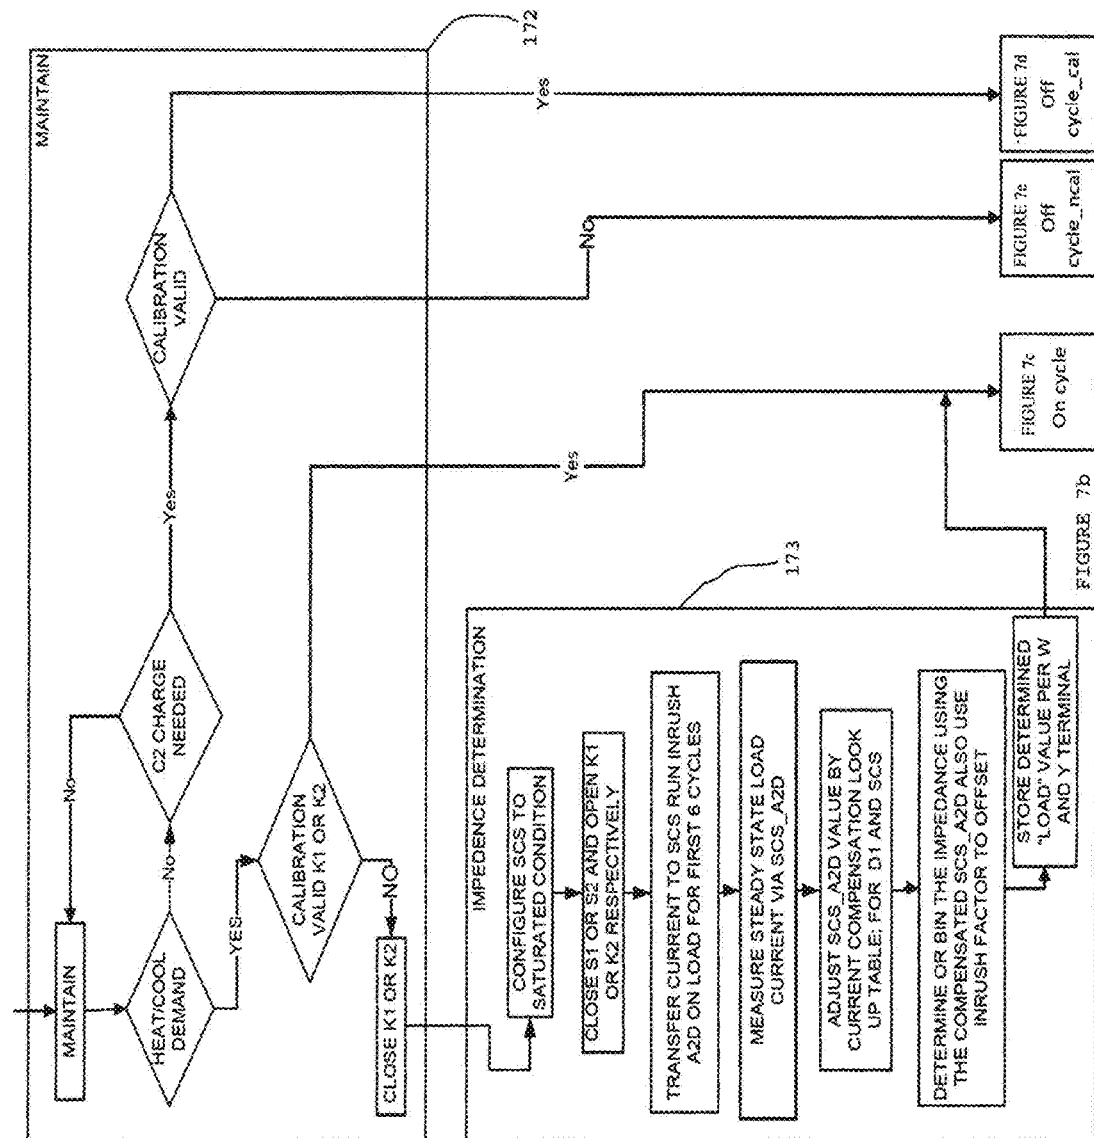 MAINTAIN
172
MAINTAIN
HEAT/COOL
DEMAND
No
C2 CHARGE
NEEDED
No
Yes
CALIBRATION
VALID
Yes
No
YES
CALIBRATION
VALID K1 OR K2
Yes
NO
CLOSE K1 OR K2
IMPEDENCE DETERMINATION
173
CONFIGURE SCS TO
SATURATED CONDITION
CLOSE S1 OR S2 AND OPEN K1
OR K2 RESPECTIVELY
TRANSFER CURRENT TO SCS RUN INRUSH
A2D ON LOAD FOR FIRST 6 CYCLES
MEASURE STEADY STATE LOAD
CURRENT VIA SCS_A2D
ADJUST SCS_A2D VALUE BY
CURRENT COMPENSATION LOOK
UP TABLE; FOR D1 AND SCS
DETERMINE OR BIN THE IMPEDANCE USING
THE COMPENSATED SCS_A2D ALSO USE
INRUSH FACTOR TO OFFSET
STORE DETERMINED
"LOAD" VALUE PER W
AND Y TERMINAL
FIGURE 7c
On cycle
FIGURE 7e
Off
cycle_ncal
FIGURE 7d
Off
cycle_cal
FIGURE 7b